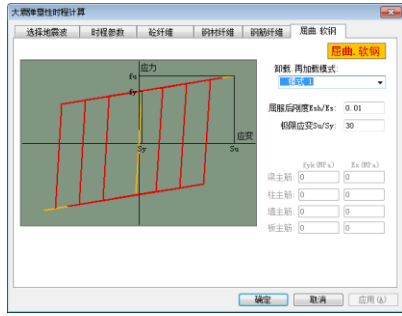 大震弹塑性时程计算
选择地震波 时程参数 砼纤维 钢材纤维 钢筋纤维 屈曲 软钢
屈曲.软钢
应力
fu
fy
应变
Sy
Su
卸载.再加载模式:
模式 1
屈服后刚度Esh/Es: 0.01
极限应变Su/Sy: 30
fyk(MPa) Es(MPa)
梁主筋: 0 0
柱主筋: 0 0
墙主筋: 0 0
板主筋: 0 0
确定 取消 应用(A)